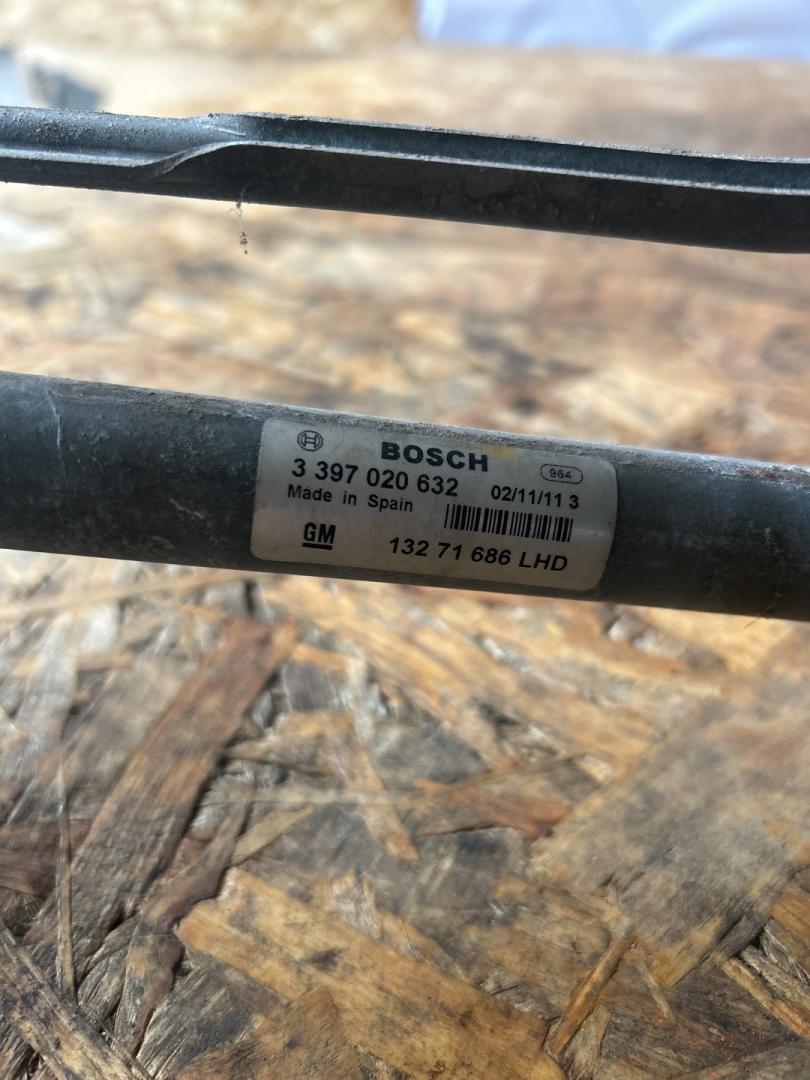 BOSCH
964
3 397 020 632
02/11/11 3
Made in Spain
GM
132 71 686 LHD